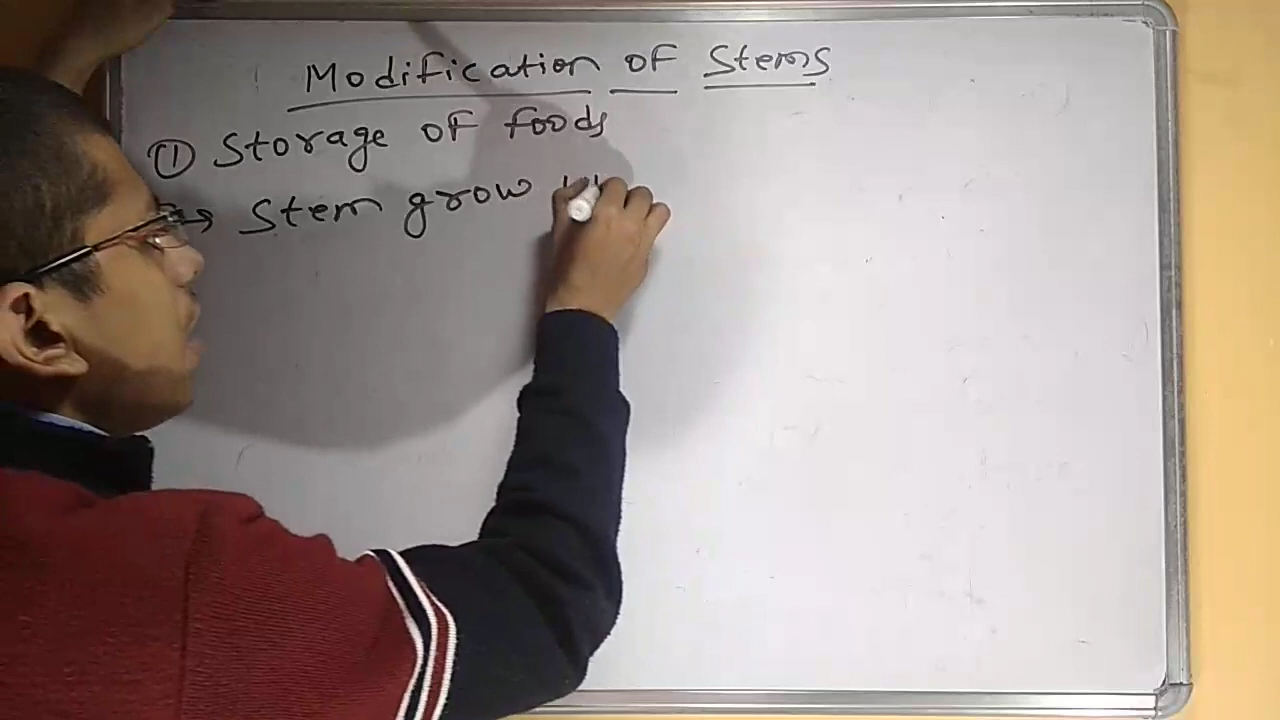 Modification of Stems
① Storage of foods
→ Stem grow